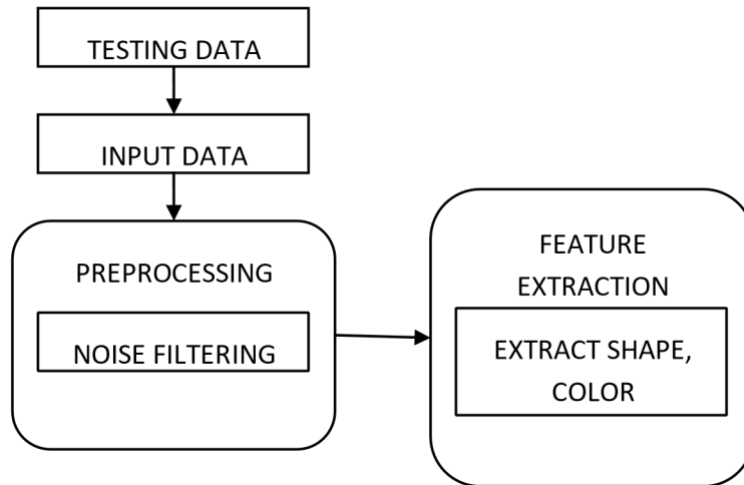 TESTING DATA
INPUT DATA
PREPROCESSING
NOISE FILTERING
FEATURE
EXTRACTION
EXTRACT SHAPE,
COLOR